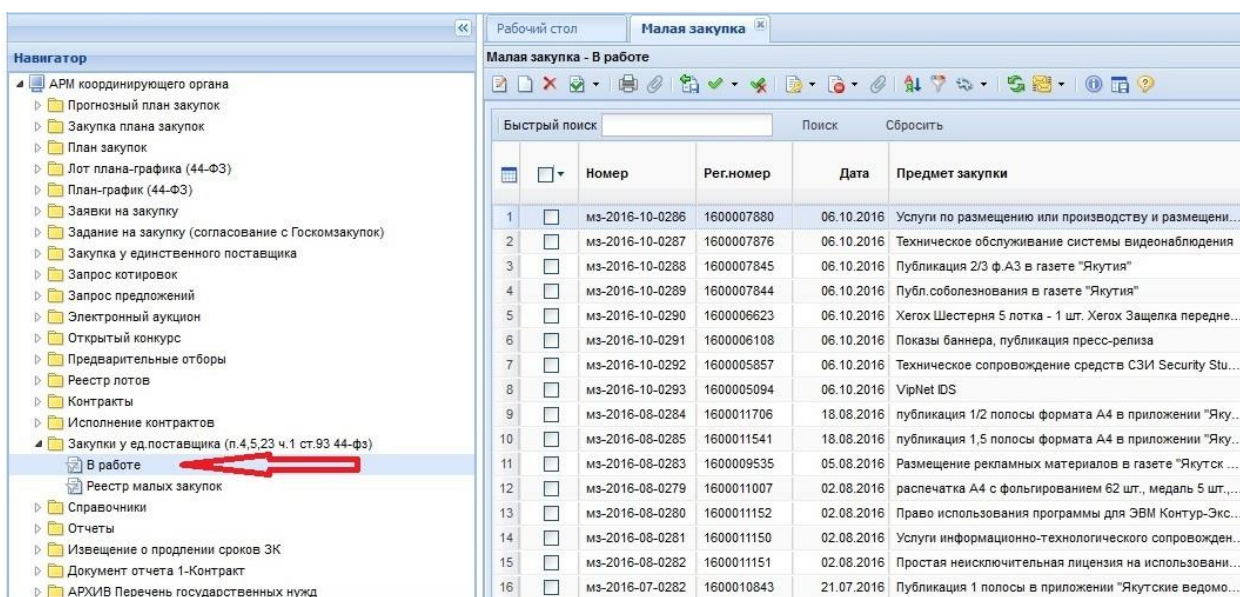 Навигатор
АРМ координирующего органа
Прогнозный план закупок
Закупка плана закупок
План закупок
Лот плана-графика (44-ФЗ)
План-график (44-ФЗ)
Заявки на закупку
Задание на закупку (согласование с Госкомзакупок)
Закупка у единственного поставщика
Запрос котировок
Запрос предложений
Электронный аукцион
Открытый конкурс
Предварительные отборы
Реестр лотов
Контракты
Исполнение контрактов
Закупки у ед.поставщика (п.4,5,23 ч.1 ст.93 44-фз)
В работе
Реестр малых закупок
Справочники
Отчеты
Извещение о продлении сроков ЗК
Документ отчета 1-Контракт
АРХИВ Перечень государственных нужд
Рабочий стол Малая закупка
Малая закупка - В работе
Быстрый поиск Поиск Сбросить
Номер Рег.номер Дата Предмет закупки
1 мз-2016-10-0286 1600007880 06.10.2016 Услуги по размещению или производству и размещени...
2 мз-2016-10-0287 1600007876 06.10.2016 Техническое обслуживание системы видеонаблюдения
3 мз-2016-10-0288 1600007845 06.10.2016 Публикация 2/3 ф.А3 в газете "Якутия"
4 мз-2016-10-0289 1600007844 06.10.2016 Публ.соболезнования в газете "Якутия"
5 мз-2016-10-0290 1600006623 06.10.2016 Xerox Шестерня 5 лотка - 1 шт. Xerox Защелка передне...
6 мз-2016-10-0291 1600006108 06.10.2016 Показы баннера, публикация пресс-релиза
7 мз-2016-10-0292 1600005857 06.10.2016 Техническое сопровождение средств СЗИ Security Stu...
8 мз-2016-10-0293 1600005094 06.10.2016 VipNet IDS
9 мз-2016-08-0284 1600011706 18.08.2016 публикация 1/2 полосы формата А4 в приложении "Яку...
10 мз-2016-08-0285 1600011541 18.08.2016 публикация 1,5 полосы формата А4 в приложении "Яку...
11 мз-2016-08-0283 1600009535 05.08.2016 Размещение рекламных материалов в газете "Якутск ...
12 мз-2016-08-0279 1600011007 02.08.2016 распечатка А4 с фольгированием 62 шт., медаль 5 шт.,...
13 мз-2016-08-0280 1600011152 02.08.2016 Право использования программы для ЭВМ Контур-Экс...
14 мз-2016-08-0281 1600011150 02.08.2016 Услуги информационно-технологического сопровожден...
15 мз-2016-08-0282 1600011151 02.08.2016 Простая неисключительная лицензия на использовани...
16 мз-2016-07-0282 1600010843 21.07.2016 Публикация 1 полосы в приложении "Якутские ведомо...